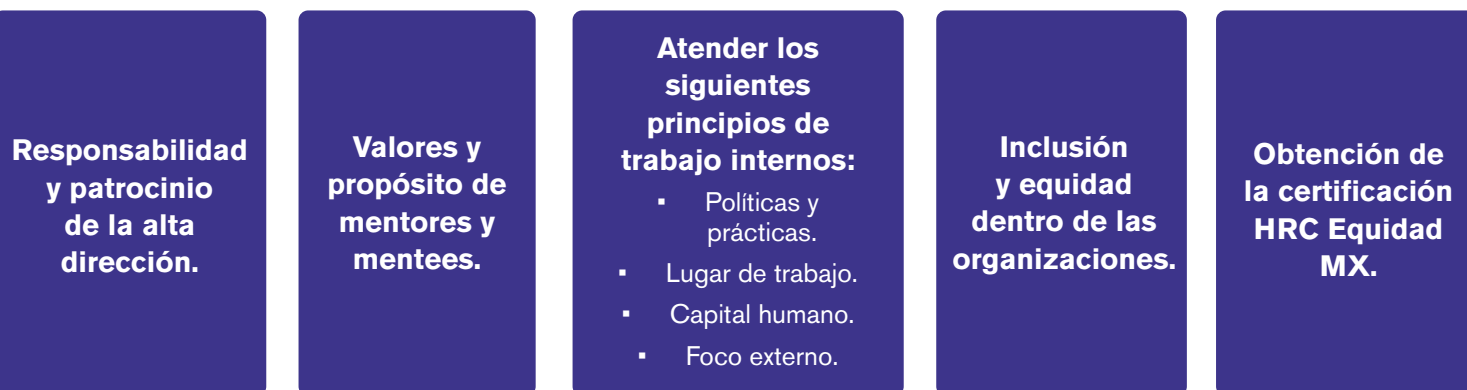 Responsabilidad
y patrocinio
de la alta
dirección.
Valores y
propósito de
mentores y
mentees.
Atender los
siguientes
principios de
trabajo internos:
▪ Políticas y
prácticas.
▪ Lugar de trabajo.
▪ Capital humano.
▪ Foco externo.
Inclusión
y equidad
dentro de las
organizaciones.
Obtención de
la certificación
HRC Equidad
MX.